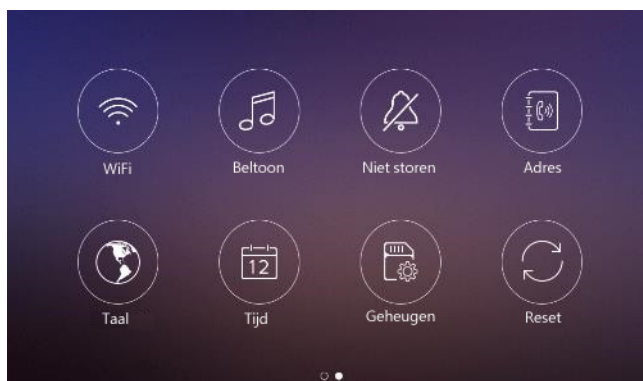 WiFi
Beltoon
Niet storen
Adres
12
Taal
Tijd
Geheugen
Reset